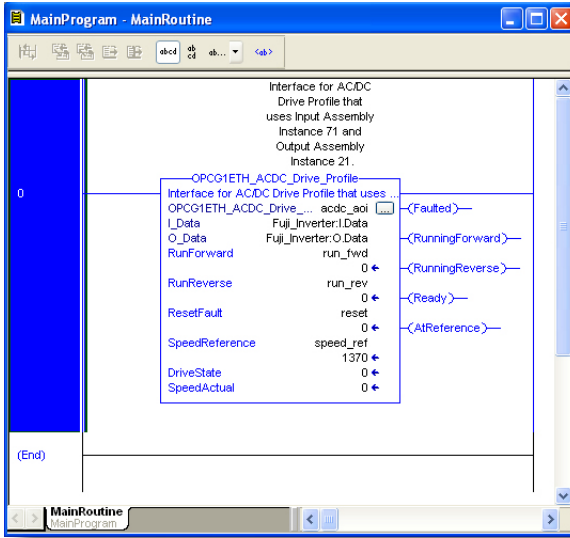 MainProgram - MainRoutine
abcd ab cd ab... <ab>
Interface for AC/DC
Drive Profile that
uses Input Assembly
Instance 71 and
Output Assembly
Instance 21.
OPCG1ETH_ACDC_Drive_Profile
0 Interface for AC/DC Drive Profile that uses ...
OPCG1ETH_ACDC_Drive_... acdc_aoi ... (Faulted)
I_Data Fuji_Inverter:I.Data
O_Data Fuji_Inverter:O.Data (RunningForward)
RunForward run_fwd
0 (RunningReverse)
RunReverse run_rev
0 (Ready)
ResetFault reset
0 (AtReference)
SpeedReference speed_ref
1370
DriveState 0
SpeedActual 0
(End)
MainRoutine
MainProgram